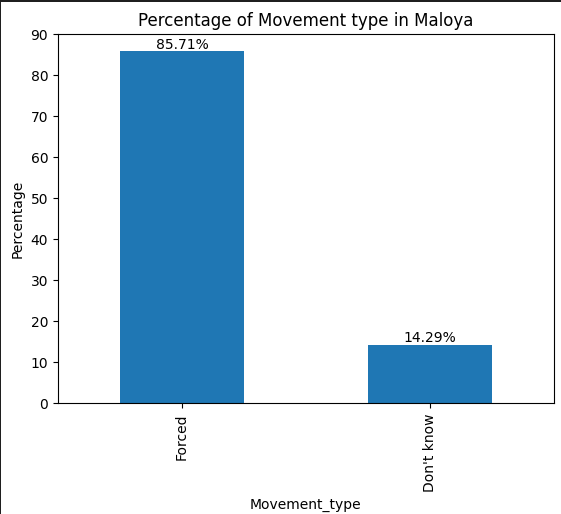 Percentage of Movement type in Maloya
90
80
70
60
50
40
30
20
10
0
Percentage
85.71%
14.29%
Forced
Don't know
Movement_type